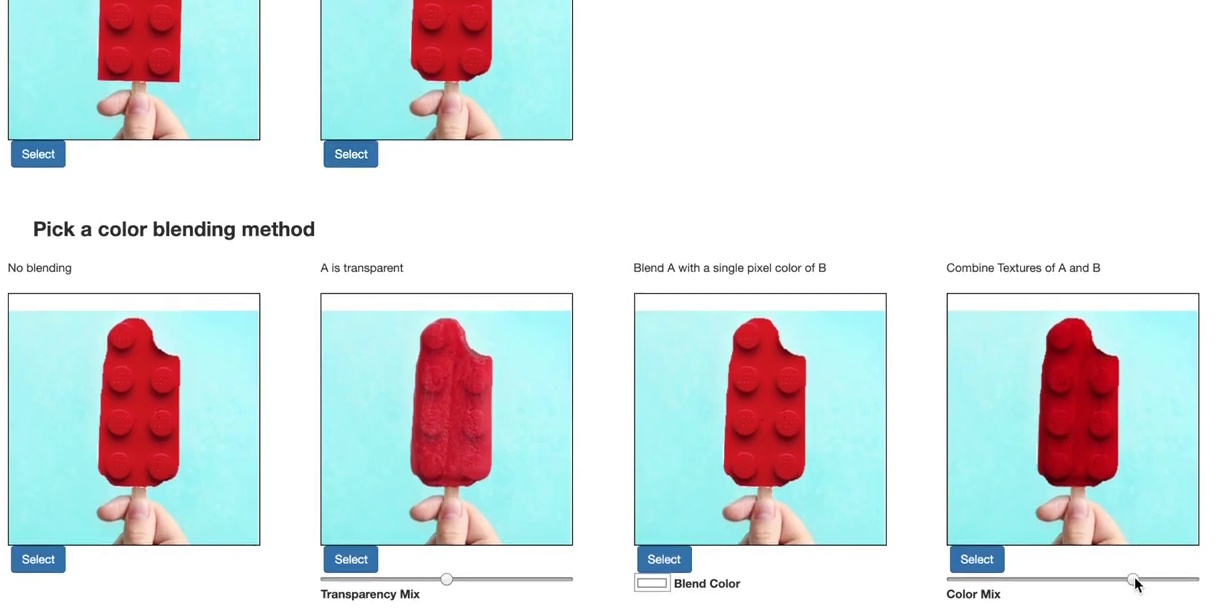 Select Select
Pick a color blending method
No blending A is transparent Blend A with a single pixel color of B Combine Textures of A and B
Select Select Select Select
Transparency Mix Blend Color Color Mix